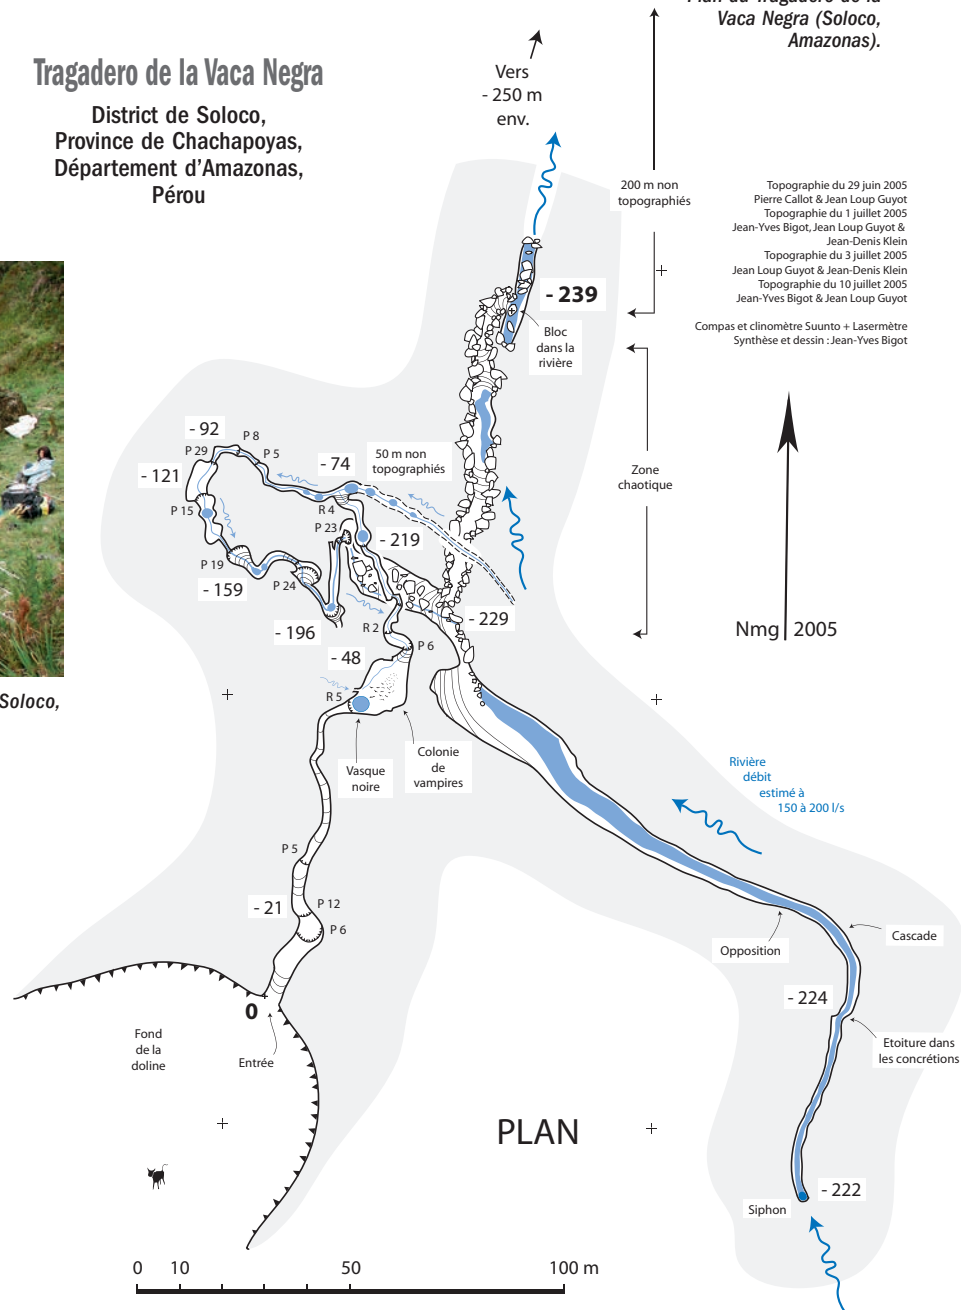 Plan du Tragadero de la
Vaca Negra (Soloco,
Amazonas).
Tragadero de la Vaca Negra
District de Soloco,
Province de Chachapoyas,
Département d'Amazonas,
Pérou
Vers
- 250 m
env.
200 m non
topographiés
Topographie du 29 juin 2005
Pierre Callot & Jean Loup Guyot
Topographie du 1 juillet 2005
Jean-Yves Bigot, Jean Loup Guyot &
Jean-Denis Klein
Topographie du 3 juillet 2005
Jean Loup Guyot & Jean-Denis Klein
Topographie du 10 juillet 2005
Jean-Yves Bigot & Jean Loup Guyot
Compas et clinomètre Suunto + Lasermètre
Synthèse et dessin : Jean-Yves Bigot
- 239
Bloc
dans la
rivière
Zone
chaotique
- 92
P 8
P 29
P 5
50 m non
topographiés
- 74
- 121
R 4
P 15
P 23
- 219
P 19
- 159
P 24
- 196
R 2
- 229
P 6
- 48
Nmg 2005
R 5
Soloco,
Vasque
noire
Colonie
de
vampires
Rivière
débit
estimé à
150 à 200 l/s
P 5
- 21
P 12
P 6
Opposition
Cascade
- 224
0
Fond
de la
doline
Entrée
Etoiture dans
les concrétions
PLAN
- 222
Siphon
0 10 50 100 m